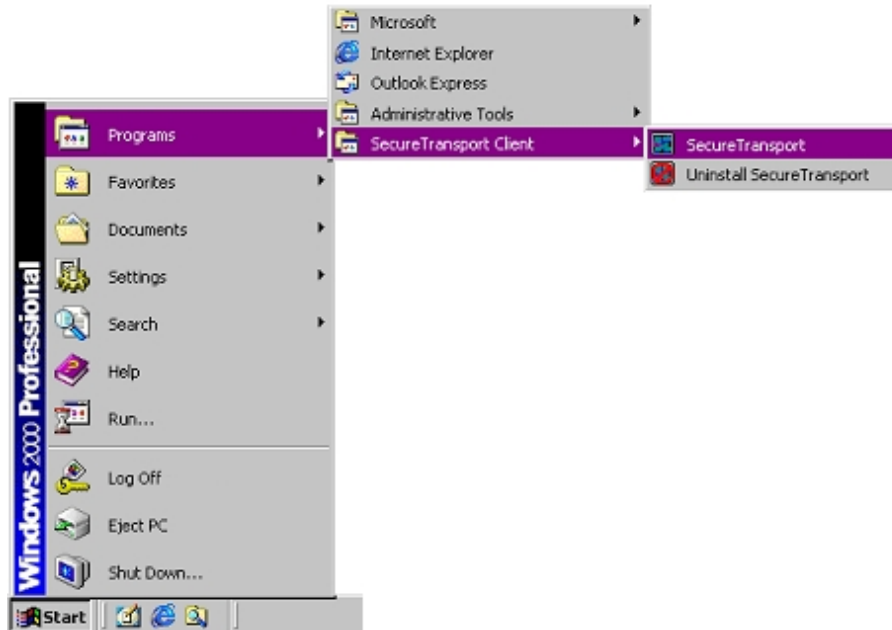 Microsoft
Internet Explorer
Outlook Express
Administrative Tools
SecureTransport Client
SecureTransport
Uninstall SecureTransport
Programs
Favorites
Documents
Settings
Search
Help
Run...
Log Off
Eject PC
Shut Down...
Windows 2000 Professional
Start